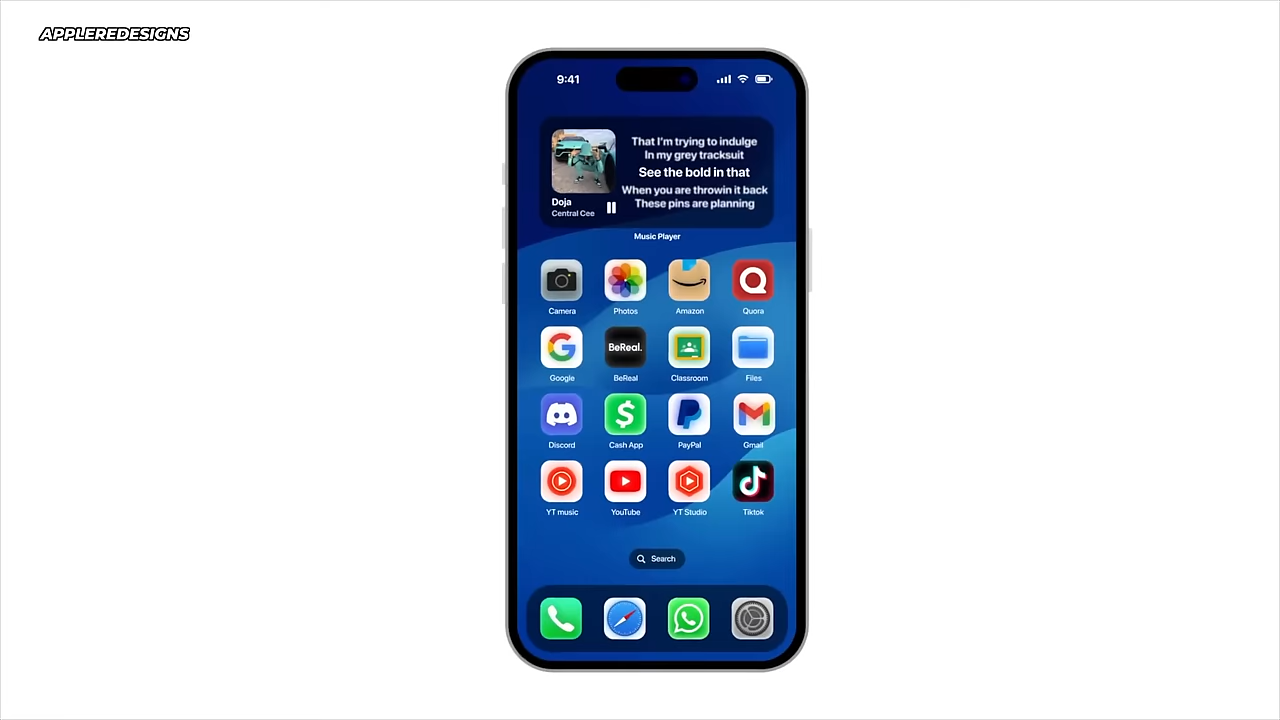 APPLEREDESIGNS
9:41
That I'm trying to indulge
In my grey tracksuit
See the bold in that
When you are throwin it back
These pins are planning
Doja
Central Cee
Music Player
Camera Photos Amazon Quora
BeReal.
Google BeReal Classroom Files
Discord Cash App PayPal Gmail
YT music YouTube YT Studio Tiktok
Search